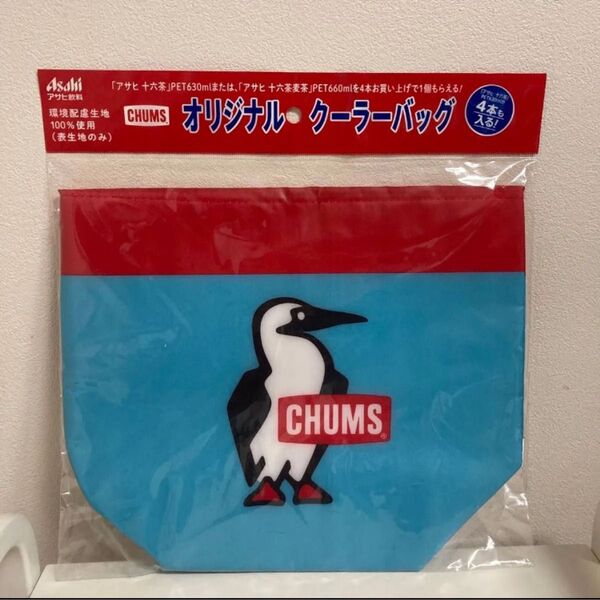 Asahi
アサヒ飲料
環境配慮生地
100%使用
(表生地のみ)
「アサヒ 十六茶」PET630mlまたは、「アサヒ 十六茶麦茶」PET660mlを4本お買い上げで1個もらえる!
CHUMS オリジナル クーラーバッグ
4本も
入る!
CHUMS